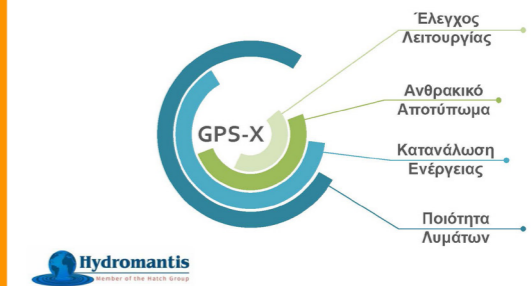 Έλεγχος
Λειτουργίας
Ανθρακικό
Αποτύπωμα
GPS-X
Κατανάλωση
Ενέργειας
Ποιότητα
Λυμάτων
Hydromantis
Member of the Hatch Group